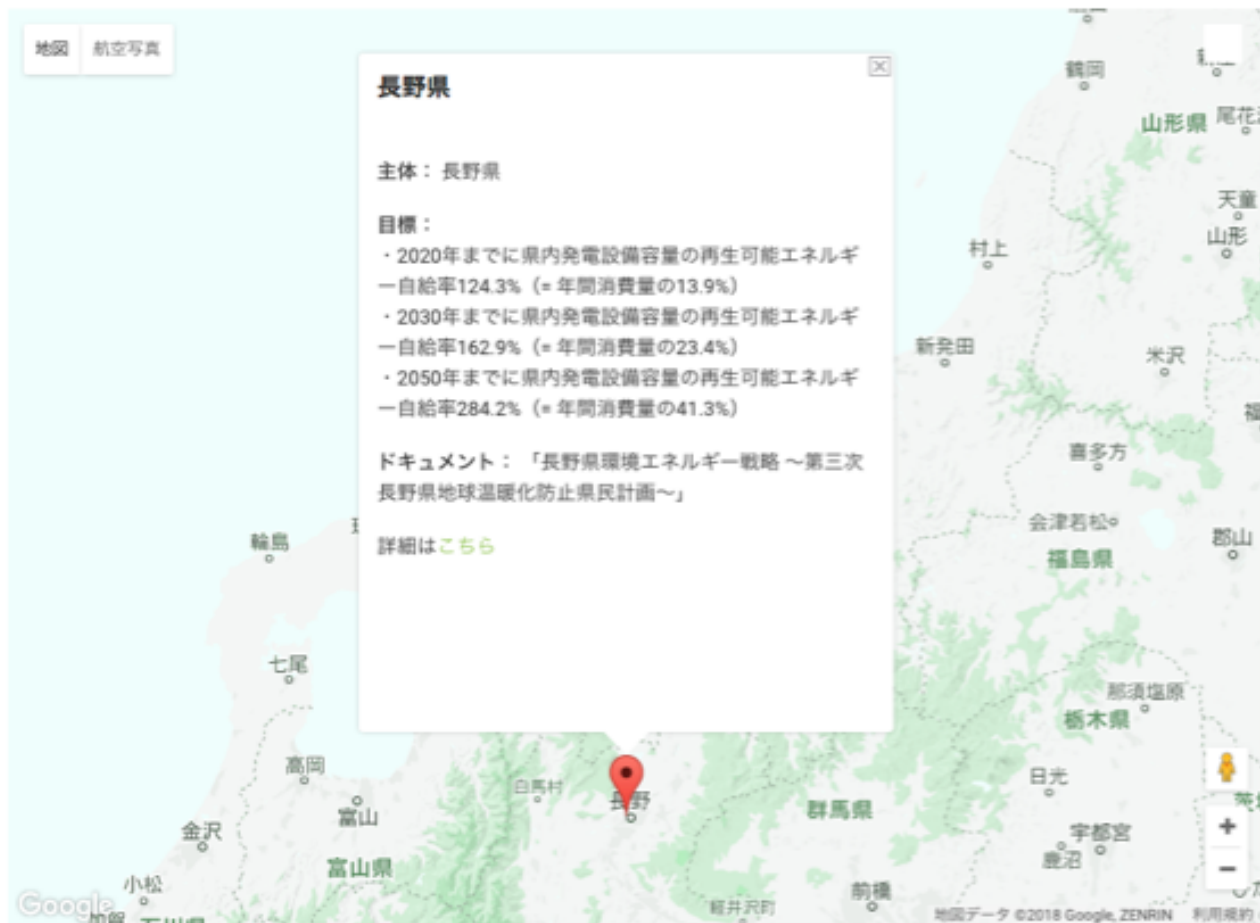 地図 航空写真
長野県
主体： 長野県
目標：
・2020年までに県内発電設備容量の再生可能エネルギ
ー自給率124.3%（= 年間消費量の13.9%）
・2030年までに県内発電設備容量の再生可能エネルギ
ー自給率162.9%（= 年間消費量の23.4%）
・2050年までに県内発電設備容量の再生可能エネルギ
ー自給率284.2%（= 年間消費量の41.3%）
ドキュメント： 「長野県環境エネルギー戦略 ～第三次
長野県地球温暖化防止県民計画～」
詳細はこちら
鶴岡
山形県
天童
山形
村上
新発田
米沢
喜多方
会津若松
郡山
福島県
輪島
七尾
那須塩原
栃木県
高岡
白馬村
長野
日光
富山
群馬県
金沢
宇都宮
鹿沼
富山県
小松
前橋
軽井沢町
Google
地図データ ©2018 Google, ZENRIN
利用規約